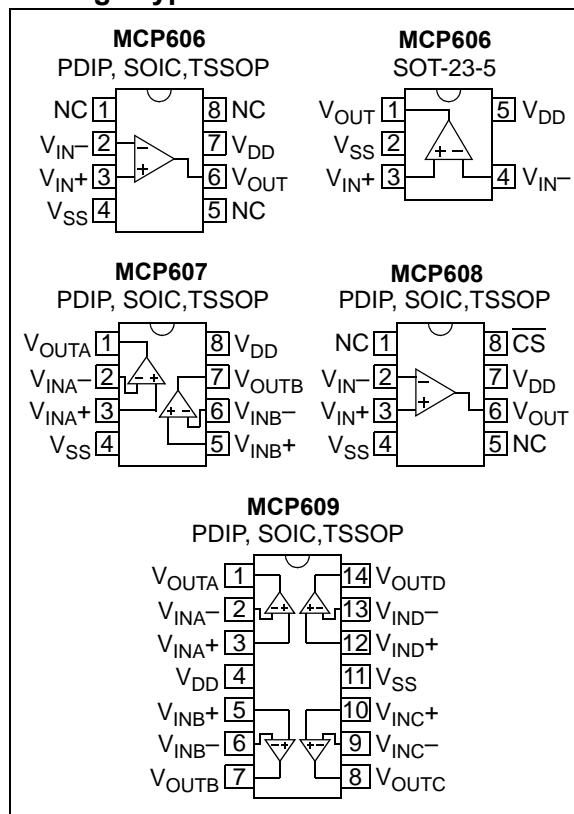 MCP606
PDIP, SOIC,TSSOP
NC 1
8 NC
VIN– 2
7 VDD
VIN+ 3
6 VOUT
VSS 4
5 NC
– +
MCP606
SOT-23-5
VOUT 1
5 VDD
VSS 2
VIN+ 3
4 VIN–
+ –
MCP607
PDIP, SOIC,TSSOP
VOUTA 1
8 VDD
VINA– 2
7 VOUTB
VINA+ 3
6 VINB–
VSS 4
5 VINB+
- +
+ -
MCP608
PDIP, SOIC,TSSOP
NC 1
8 CS
VIN– 2
7 VDD
VIN+ 3
6 VOUT
VSS 4
5 NC
– +
MCP609
PDIP, SOIC,TSSOP
VOUTA 1
14 VOUTD
VINA– 2
13 VIND–
VINA+ 3
12 VIND+
VDD 4
11 VSS
VINB+ 5
10 VINC+
VINB– 6
9 VINC–
VOUTB 7
8 VOUTC
- +
+ -
- +
+ -